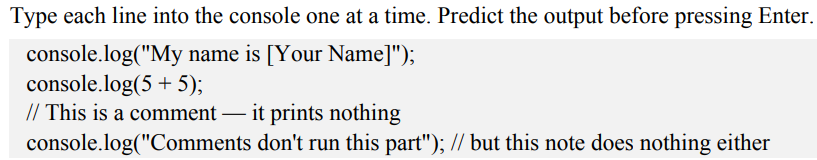 Type each line into the console one at a time. Predict the output before pressing Enter.
console.log("My name is [Your Name]");
console.log(5 + 5);
// This is a comment — it prints nothing
console.log("Comments don't run this part"); // but this note does nothing either